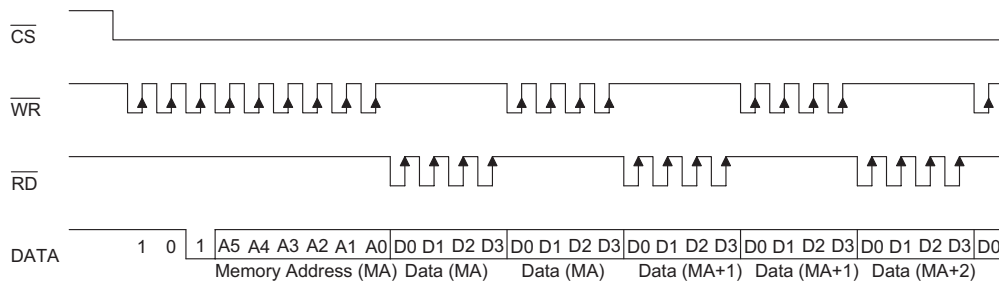 CS
WR
RD
DATA
1 0 1 A5 A4 A3 A2 A1 A0 D0 D1 D2 D3 D0 D1 D2 D3 D0 D1 D2 D3 D0 D1 D2 D3 D0 D1 D2 D3 D0
Memory Address (MA) Data (MA) Data (MA) Data (MA+1) Data (MA+1) Data (MA+2)